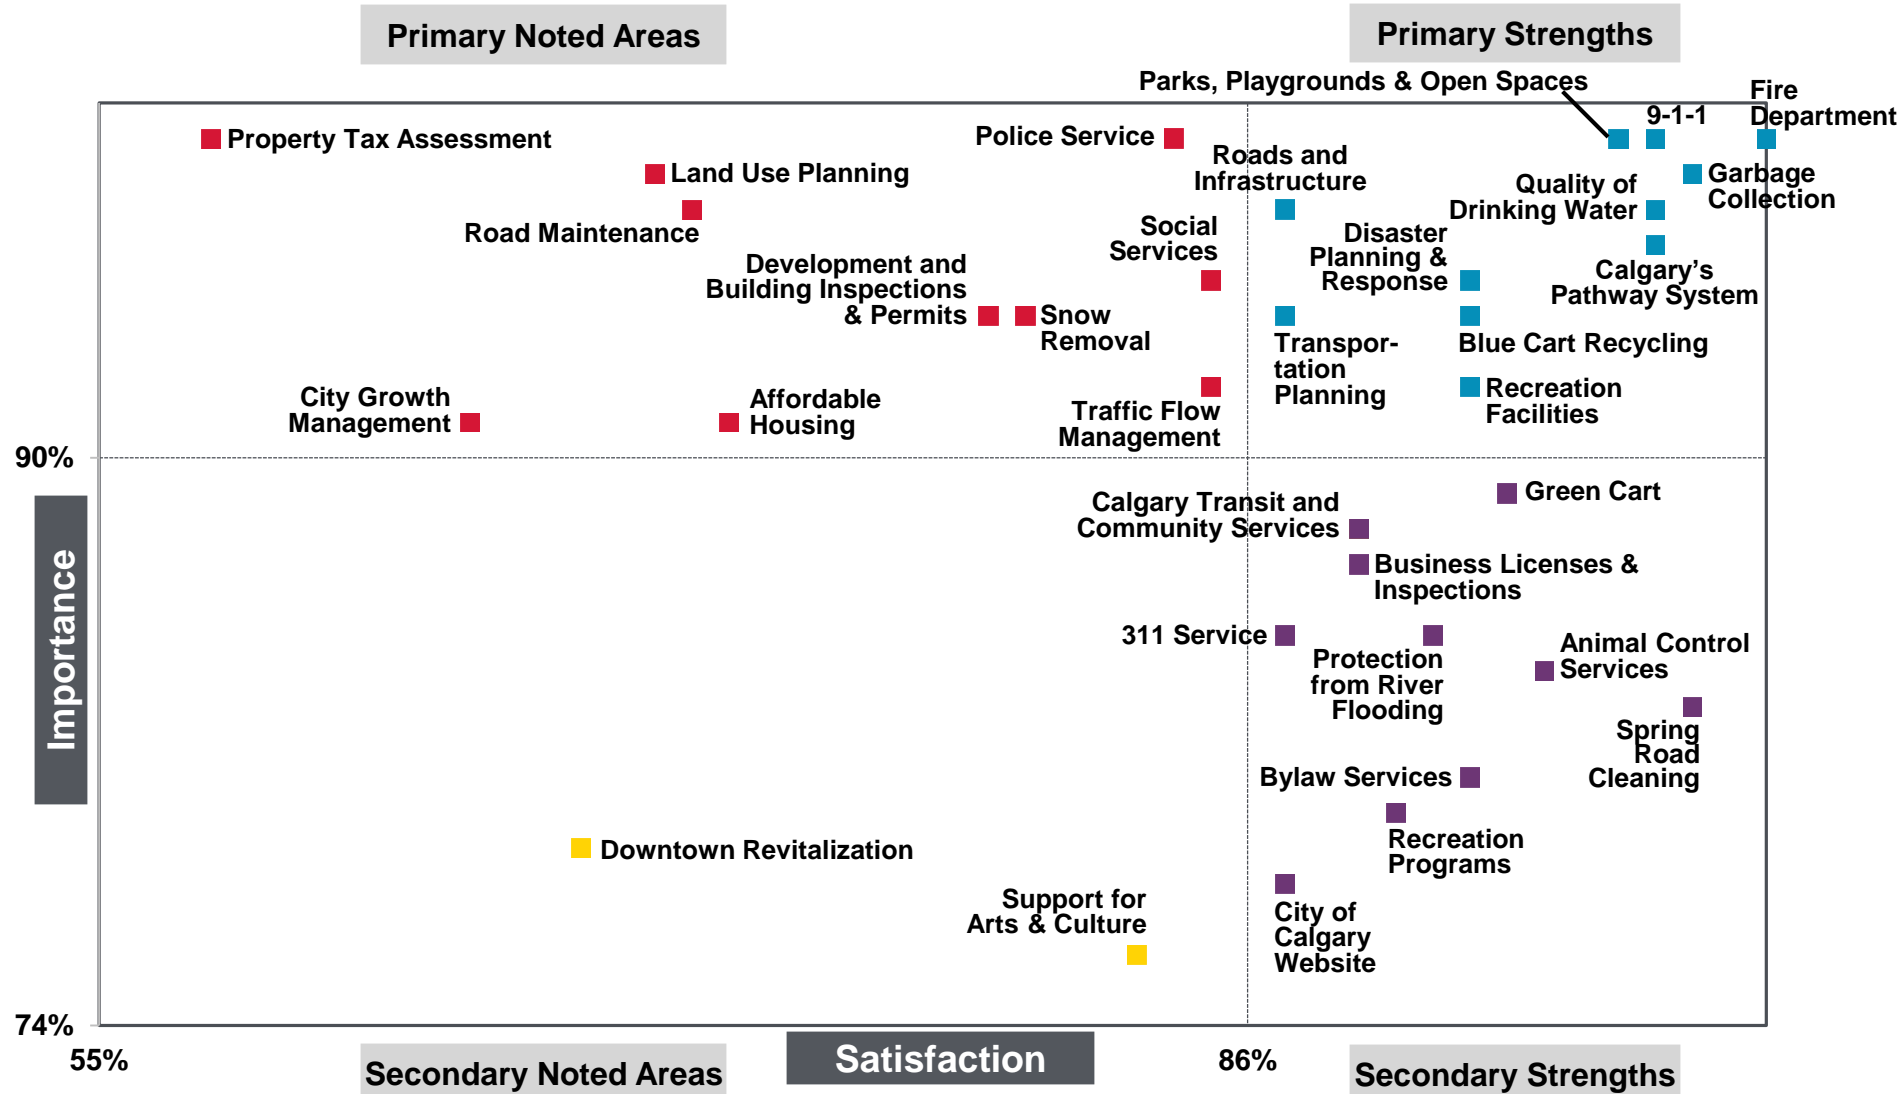 Primary Noted Areas
Primary Strengths
Parks, Playgrounds & Open Spaces
Fire
Department
9-1-1
Property Tax Assessment
Police Service
Roads and
Infrastructure
Land Use Planning
Garbage
Collection
Quality of
Drinking Water
Road Maintenance
Social
Services
Disaster
Planning &
Response
Calgary’s
Pathway System
Development and
Building Inspections
& Permits
Snow
Removal
Transpor-
tation
Planning
Blue Cart Recycling
City Growth
Management
Affordable
Housing
Traffic Flow
Management
Recreation
Facilities
90%
Green Cart
Calgary Transit and
Community Services
Business Licenses &
Inspections
Importance
311 Service
Protection
from River
Flooding
Animal Control
Services
Spring
Road
Cleaning
Bylaw Services
Recreation
Programs
Downtown Revitalization
Support for
Arts & Culture
City of
Calgary
Website
74%
55%
Satisfaction
86%
Secondary Noted Areas
Secondary Strengths